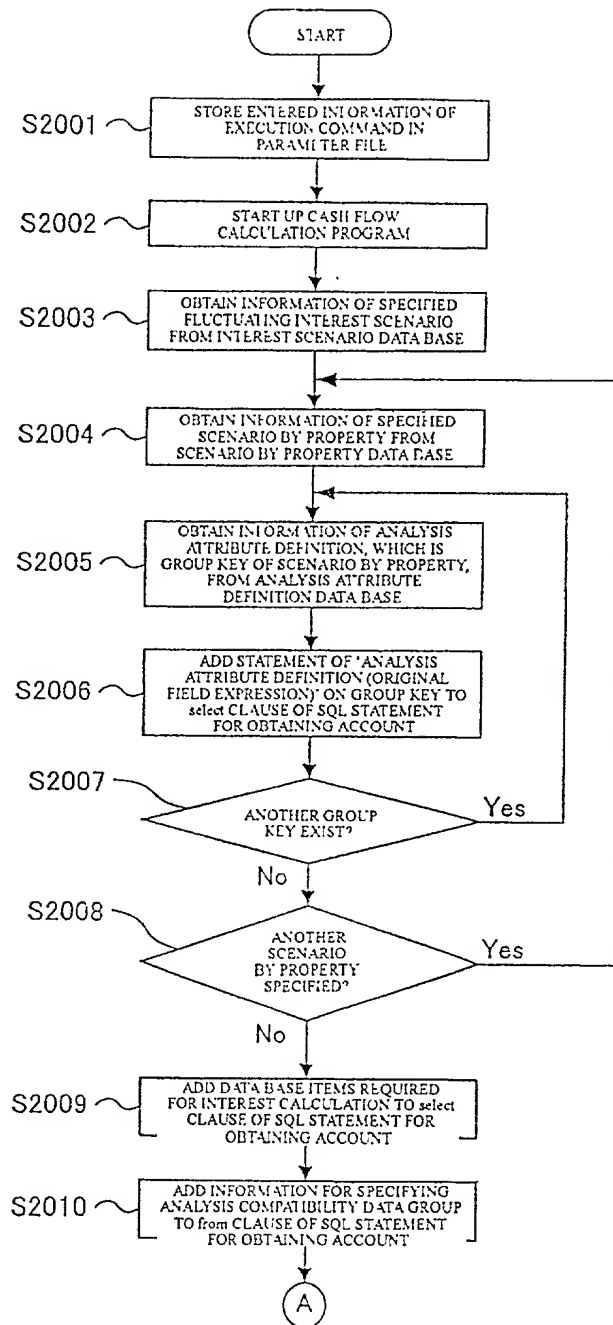 START
S2001
STORE ENTERED INFORMATION OF
EXECUTION COMMAND IN
PARAMETER FILE
S2002
START UP CASH FLOW
CALCULATION PROGRAM
S2003
OBTAIN INFORMATION OF SPECIFIED
FLUCTUATING INTEREST SCENARIO
FROM INTEREST SCENARIO DATA BASE
S2004
OBTAIN INFORMATION OF SPECIFIED
SCENARIO BY PROPERTY FROM
SCENARIO BY PROPERTY DATA BASE
S2005
OBTAIN INFORMATION OF ANALYSIS
ATTRIBUTE DEFINITION, WHICH IS
GROUP KEY OF SCENARIO BY PROPERTY,
FROM ANALYSIS ATTRIBUTE
DEFINITION DATA BASE
S2006
ADD STATEMENT OF "ANALYSIS
ATTRIBUTE DEFINITION (ORIGINAL
FIELD EXPRESSION)" ON GROUP KEY TO
select CLAUSE OF SQL STATEMENT
FOR OBTAINING ACCOUNT
S2007
ANOTHER GROUP
KEY EXIST?
Yes
No
S2008
ANOTHER
SCENARIO
BY PROPERTY
SPECIFIED?
Yes
No
S2009
ADD DATA BASE ITEMS REQUIRED
FOR INTEREST CALCULATION TO select
CLAUSE OF SQL STATEMENT FOR
OBTAINING ACCOUNT
S2010
ADD INFORMATION FOR SPECIFYING
ANALYSIS COMPATIBILITY DATA GROUP
TO from CLAUSE OF SQL STATEMENT
FOR OBTAINING ACCOUNT
A